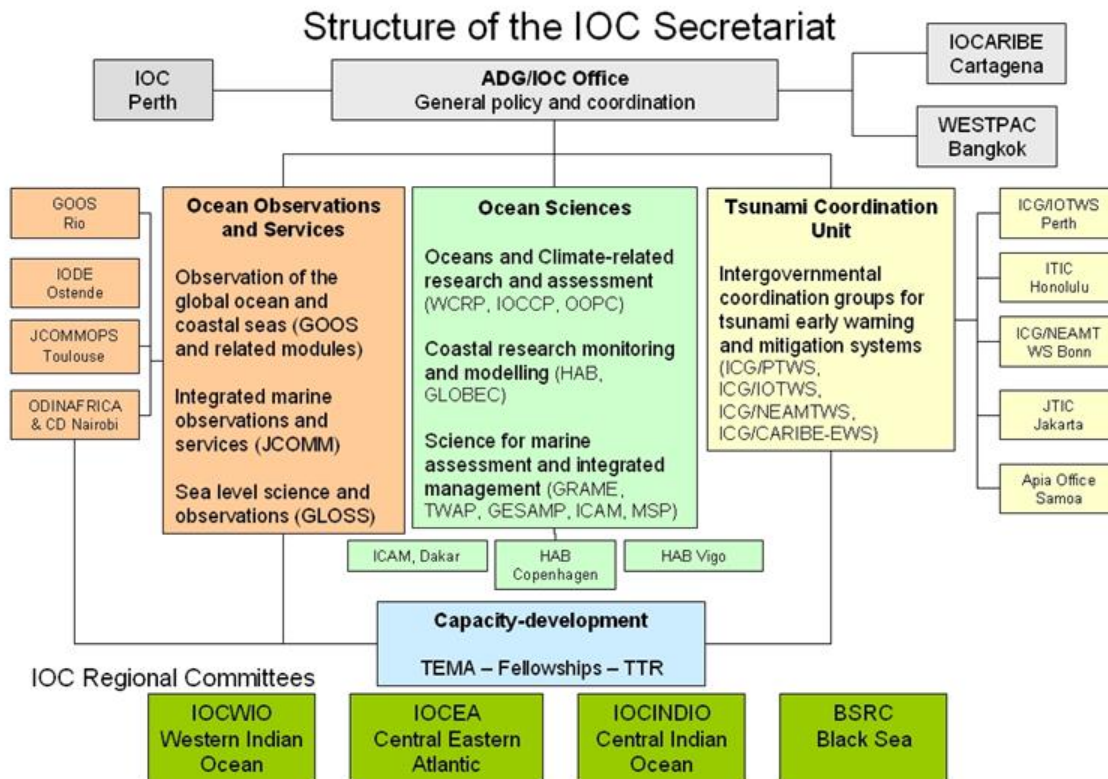 Structure of the IOC Secretariat
IOC
Perth
ADG/IOC Office
General policy and coordination
IOCARIBE
Cartagena
WESTPAC
Bangkok
GOOS
Rio
IODE
Ostende
JCOMMOPS
Toulouse
ODINAFRICA
& CD Nairobi
Ocean Observations
and Services
Observation of the
global ocean and
coastal seas (GOOS
and related modules)
Integrated marine
observations and
services (JCOMM)
Sea level science and
observations (GLOSS)
Ocean Sciences
Oceans and Climate-related
research and assessment
(WCRP, IOCCP, OOPC)
Coastal research monitoring
and modelling (HAB,
GLOBEC)
Science for marine
assessment and integrated
management (GRAME,
TWAP, GESAMP, ICAM, MSP)
Tsunami Coordination
Unit
Intergovernmental
coordination groups for
tsunami early warning
and mitigation systems
(ICG/PTWS,
ICG/IOTWS,
ICG/NEAMTWS,
ICG/CARIBE-EWS)
ICG/IOTWS
Perth
ITIC
Honolulu
ICG/NEAMT
WS Bonn
JTIC
Jakarta
Apia Office
Samoa
ICAM, Dakar
HAB
Copenhagen
HAB Vigo
Capacity-development
TEMA – Fellowships – TTR
IOC Regional Committees
IOCWIO
Western Indian
Ocean
IOCEA
Central Eastern
Atlantic
IOCINDIO
Central Indian
Ocean
BSRC
Black Sea